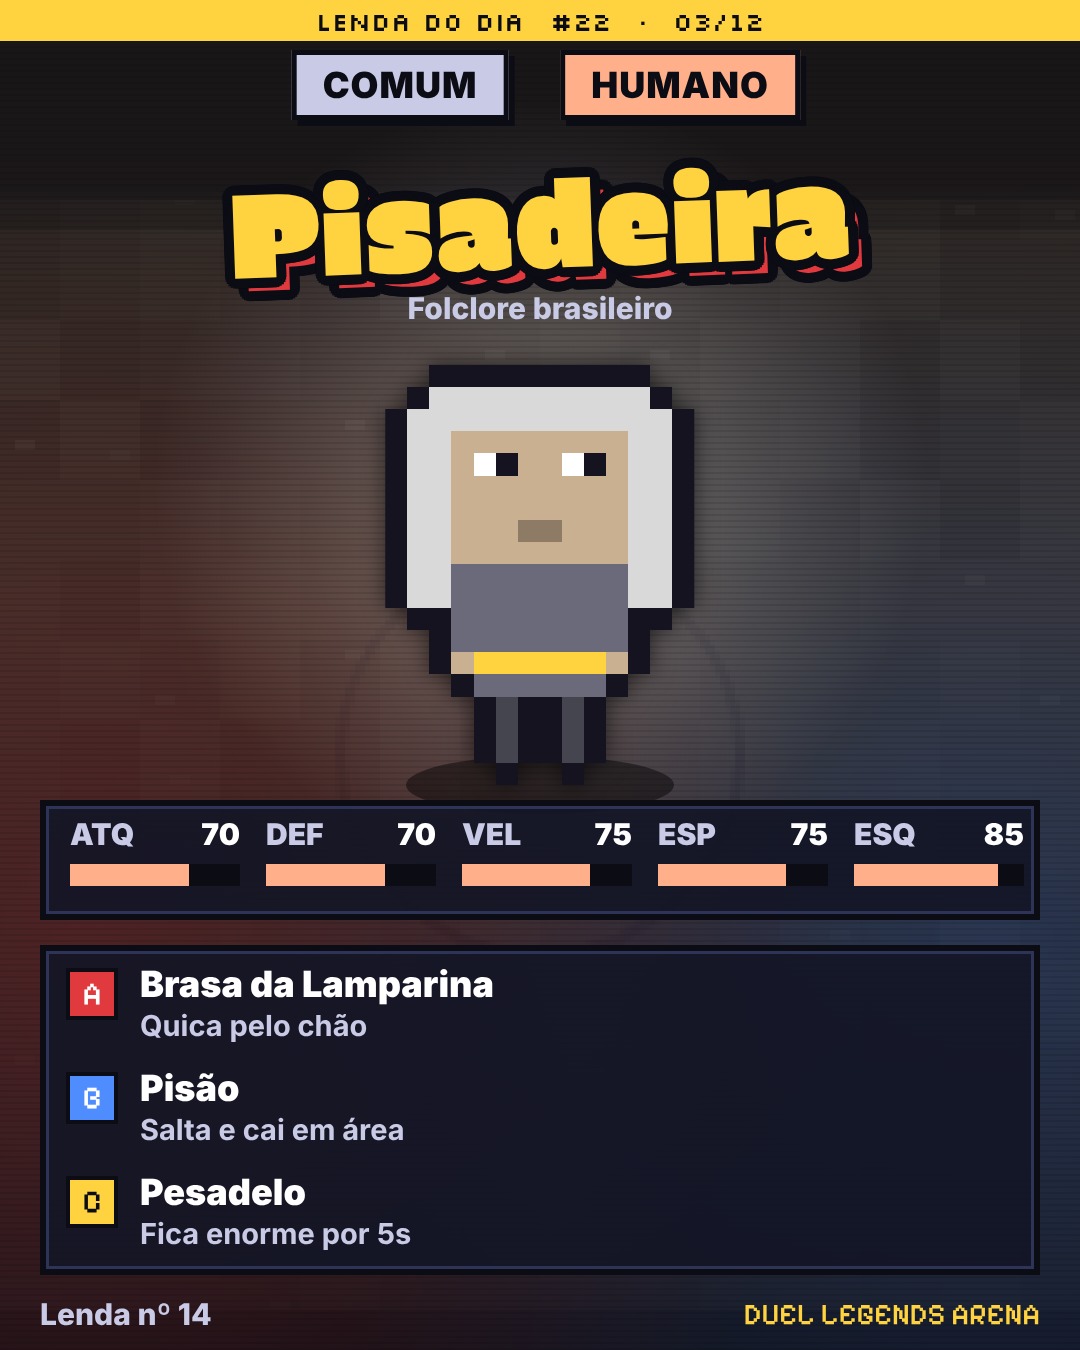 LENDA DO DIA #22 · 03/12
COMUM HUMANO
Pisadeira
Folclore brasileiro
ATQ 70 DEF 70 VEL 75 ESP 75 ESQ 85
A Brasa da Lamparina
Quica pelo chão
B Pisão
Salta e cai em área
C Pesadelo
Fica enorme por 5s
Lenda nº 14 DUEL LEGENDS ARENA